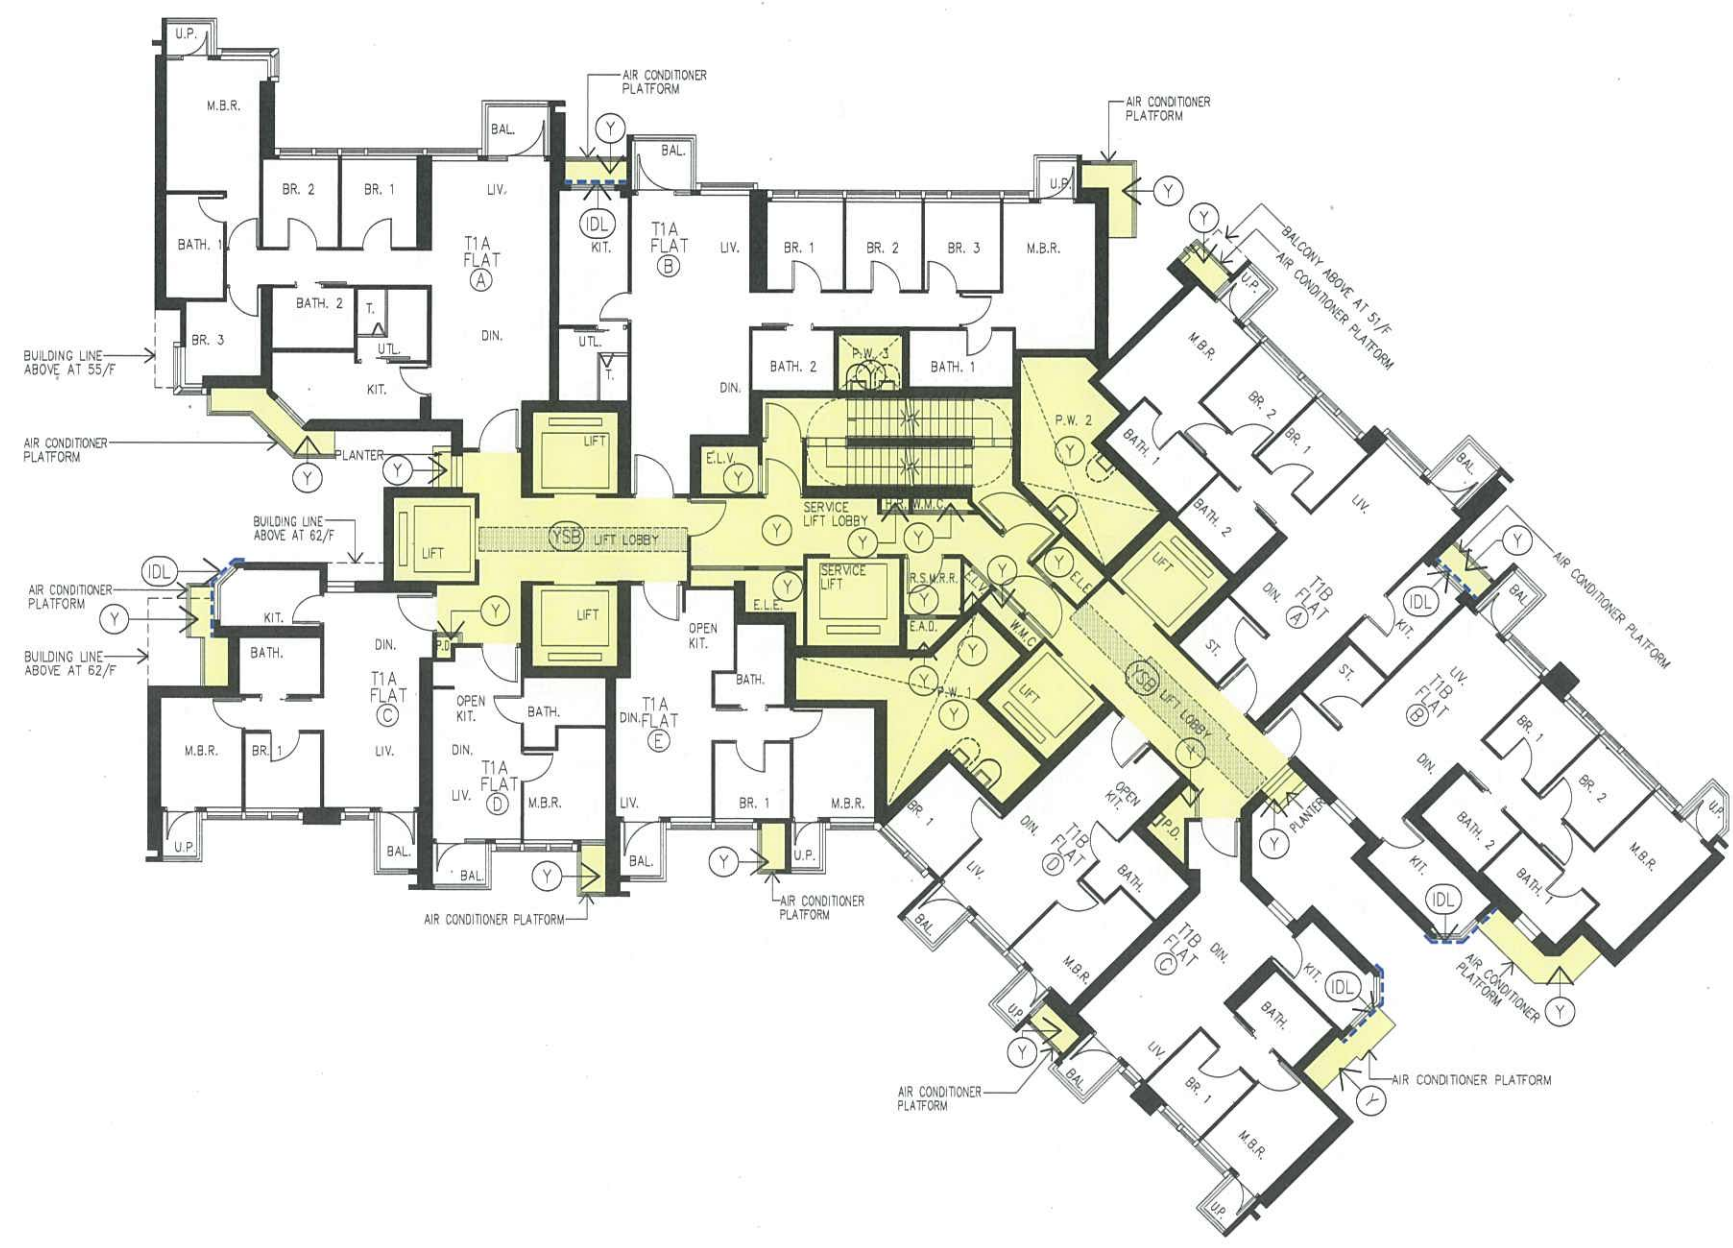 U.P.
M.B.R.
BAL.
BR. 2
BR. 1
LIV.
BATH. 1
T1A
FLAT
A
BATH. 2
T.
UTL.
DIN.
BR. 3
KIT.
BUILDING LINE
ABOVE AT 55/F
AIR CONDITIONER
PLATFORM
Y
PLANTER
Y
AIR CONDITIONER
PLATFORM
Y
IDL
BAL.
KIT.
T1A
FLAT
B
LIV.
BR. 1
BR. 2
BR. 3
M.B.R.
U.P.
AIR CONDITIONER
PLATFORM
Y
UTL.
T.
DIN.
BATH. 2
P.W. 3
Y
BATH. 1
LIFT
E.L.V.
Y
BUILDING LINE
ABOVE AT 62/F
LIFT
YSB
LIFT LOBBY
SERVICE
LIFT LOBBY
Y
H.R.
W.M.C.
Y
Y
P.W. 2
Y
LIFT
SERVICE
LIFT
R.S.M.R.R.
Y
E.L.V.
Y
Y
E.L.E.
E.L.E.
Y
E.A.D.
W.M.C.
Y
Y
P.W. 1
Y
LIFT
YSB
LIFT LOBBY
LIFT
Y
P.D.
IDL
AIR CONDITIONER
PLATFORM
Y
BUILDING LINE
ABOVE AT 62/F
KIT.
BATH.
DIN.
T1A
FLAT
C
M.B.R.
BR. 1
LIV.
U.P.
BAL.
OPEN
KIT.
BATH.
DIN.
T1A
FLAT
D
LIV.
M.B.R.
BAL.
Y
AIR CONDITIONER PLATFORM
OPEN
KIT.
BATH.
T1A
FLAT
E
DIN.
LIV.
BR. 1
M.B.R.
BAL.
Y
U.P.
AIR CONDITIONER
PLATFORM
Y
BALCONY ABOVE AT 51/F
AIR CONDITIONER PLATFORM
U.P.
M.B.R.
BR. 2
BR. 1
BATH. 1
BATH. 2
LIV.
BAL.
T1B
FLAT
A
DIN.
ST.
Y
AIR CONDITIONER PLATFORM
IDL
BAL.
KIT.
ST.
LIV.
T1B
FLAT
B
BR. 1
BR. 2
DIN.
BATH. 2
M.B.R.
U.P.
BATH. 1
KIT.
IDL
AIR CONDITIONER
PLATFORM
Y
Y
P.D.
PLANTER
Y
OPEN
KIT.
DIN.
T1B
FLAT
D
BR. 1
LIV.
BATH.
BAL.
M.B.R.
U.P.
Y
AIR CONDITIONER
PLATFORM
T1B
FLAT
C
DIN.
KIT.
IDL
BATH.
LIV.
BAL.
BR. 1
M.B.R.
U.P.
AIR CONDITIONER PLATFORM
Y